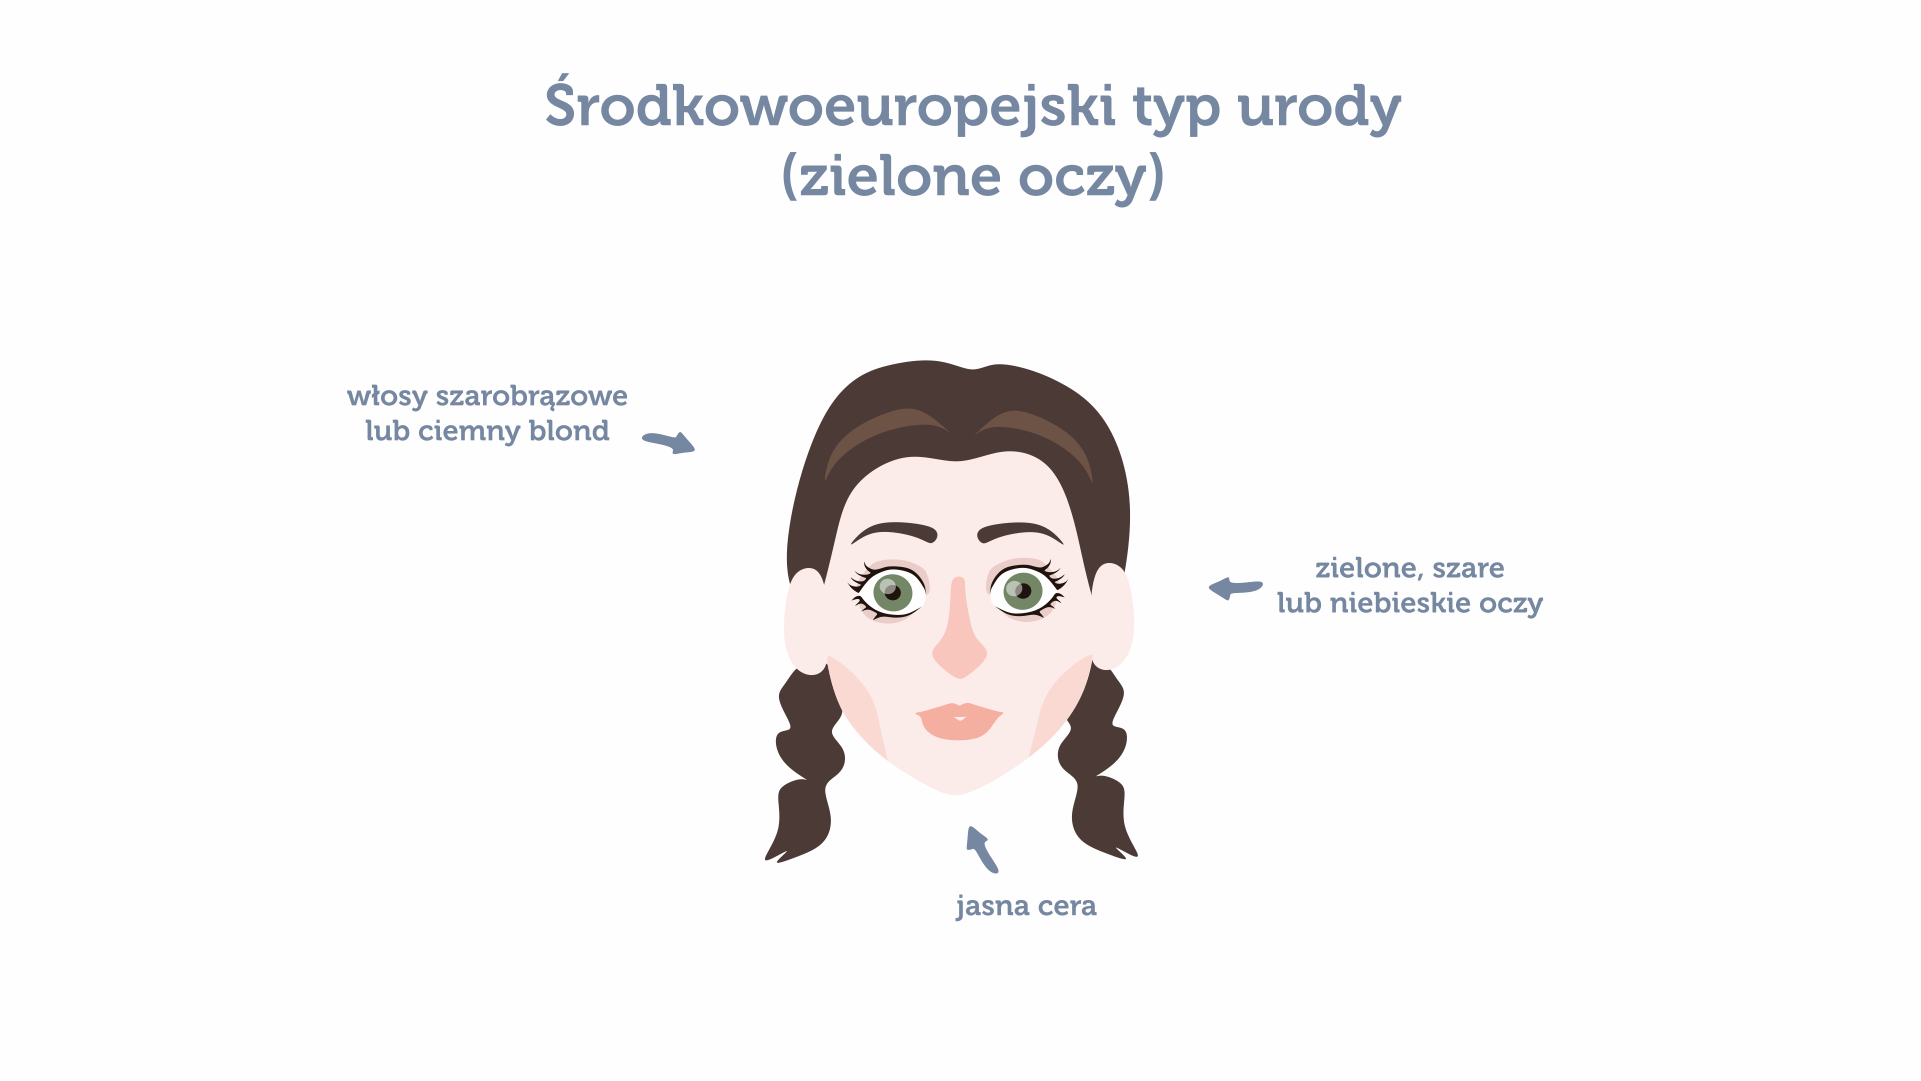 Środkowoeuropejski typ urody
(zielone oczy)
włosy szarobrązowe
lub ciemny blond
zielone, szare
lub niebieskie oczy
jasna cera